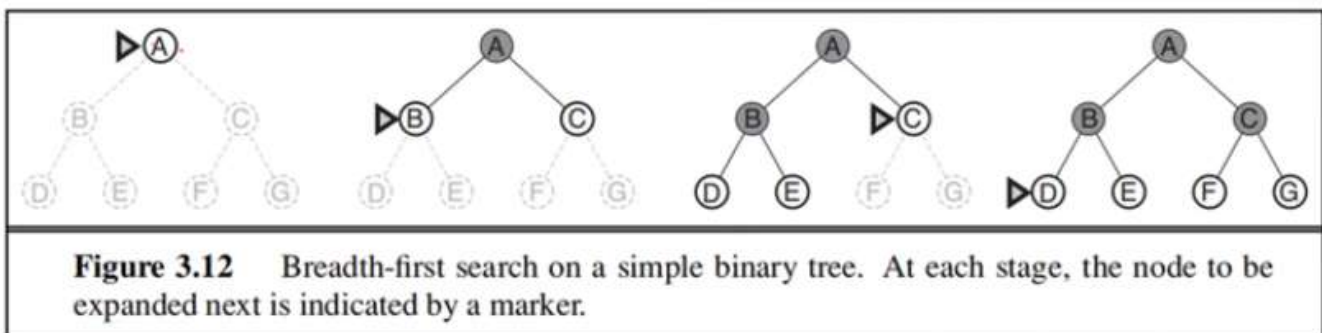 A A A A
B C B C B C B C
D E F G D E F G D E F G D E F G
Figure 3.12 Breadth-first search on a simple binary tree. At each stage, the node to be
expanded next is indicated by a marker.